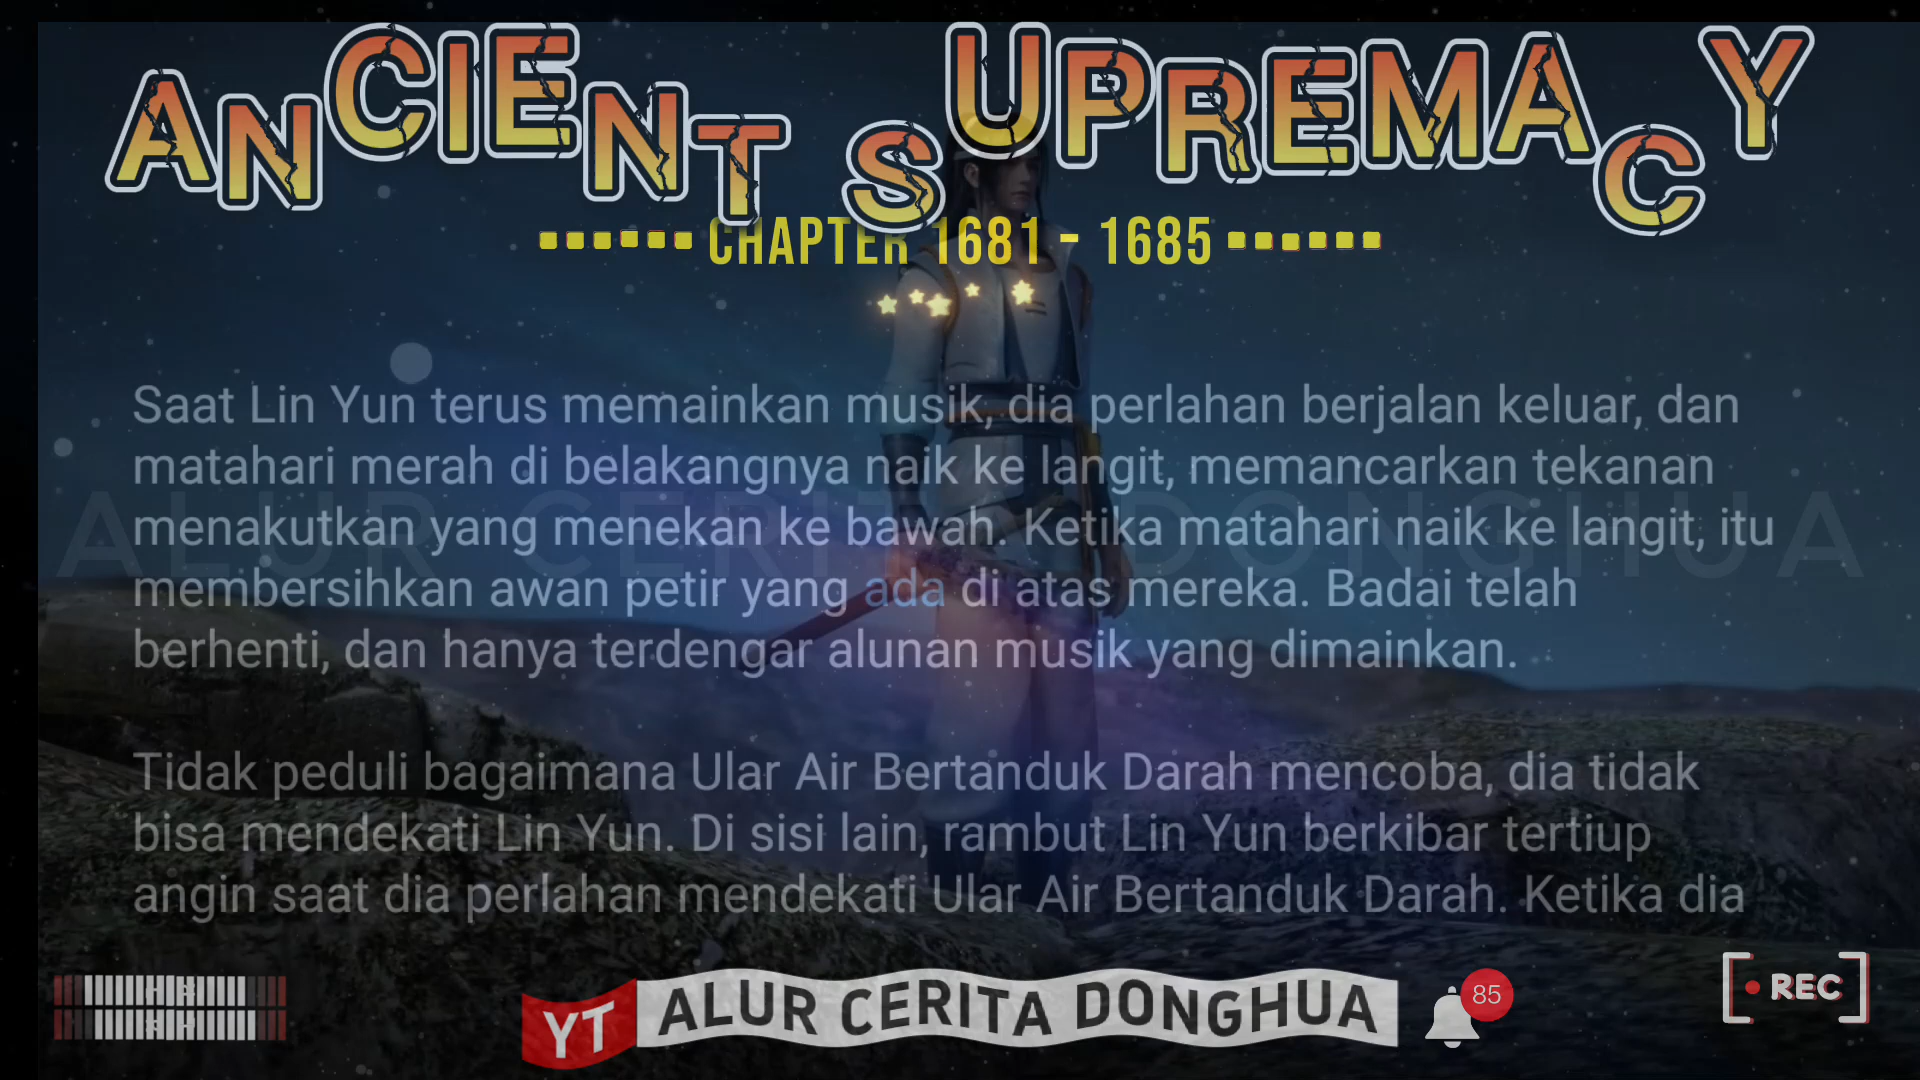 ANCIENT SUPREMACY
CHAPTER 1681 - 1685
Saat Lin Yun terus memainkan musik, dia perlahan berjalan keluar, dan
matahari merah di belakangnya naik ke langit, memancarkan tekanan
menakutkan yang menekan ke bawah. Ketika matahari naik ke langit, itu
membersihkan awan petir yang ada di atas mereka. Badai telah
berhenti, dan hanya terdengar alunan musik yang dimainkan.
ALUR CERITA DONGHUA
Tidak peduli bagaimana Ular Air Bertanduk Darah mencoba, dia tidak
bisa mendekati Lin Yun. Di sisi lain, rambut Lin Yun berkibar tertiup
angin saat dia perlahan mendekati Ular Air Bertanduk Darah. Ketika dia
YT ALUR CERITA DONGHUA
85
REC